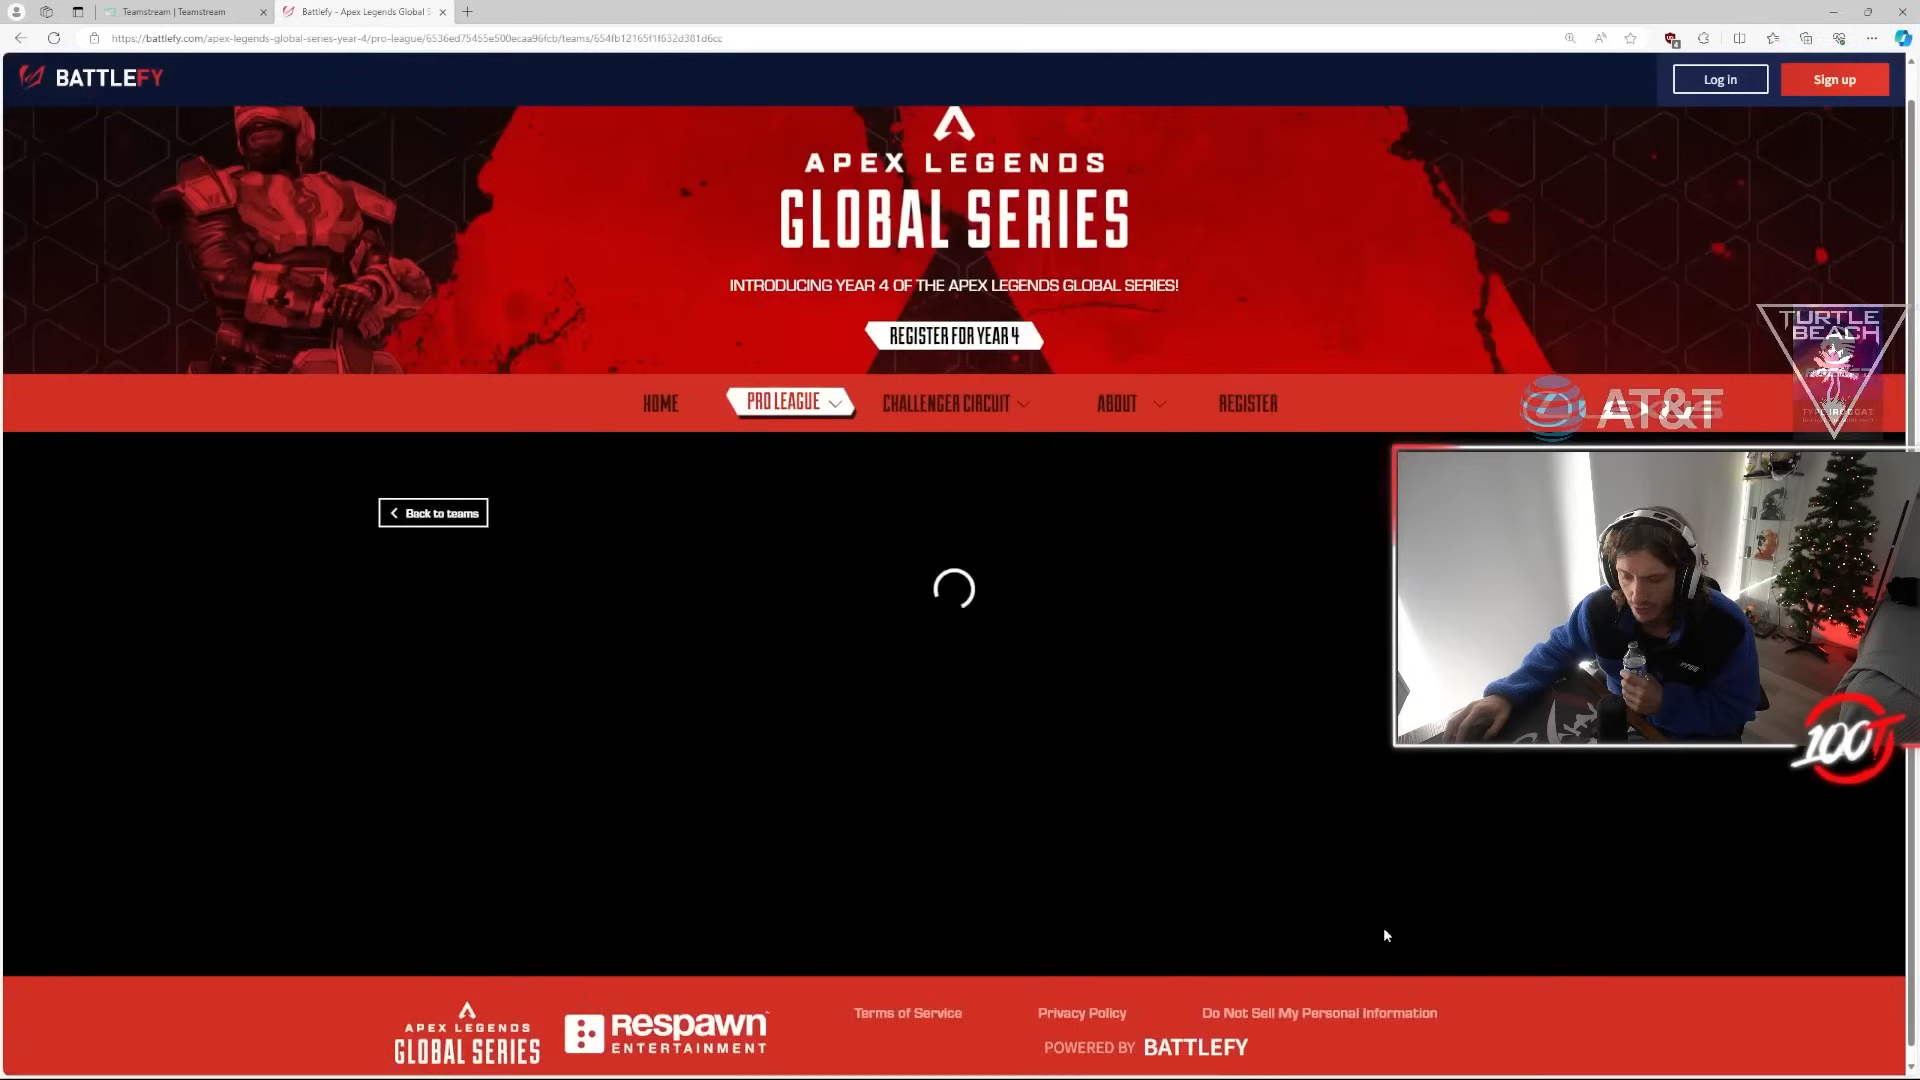 Teamstream | Teamstream
Battlefy - Apex Legends Global S
https://battlefy.com/apex-legends-global-series-year-4/pro-league/6536ed75455e500ecaa96fcb/teams/654fb12165f1f632d381d6cc
BATTLEFY
Log in
Sign up
APEX LEGENDS
GLOBAL SERIES
INTRODUCING YEAR 4 OF THE APEX LEGENDS GLOBAL SERIES!
REGISTER FOR YEAR 4
HOME
PRO LEAGUE
CHALLENGER CIRCUIT
ABOUT
REGISTER
AT&T
TURTLE
BEACH
Back to teams
100T
APEX LEGENDS
GLOBAL SERIES
RESPAWN
ENTERTAINMENT
Terms of Service
Privacy Policy
Do Not Sell My Personal Information
POWERED BY BATTLEFY